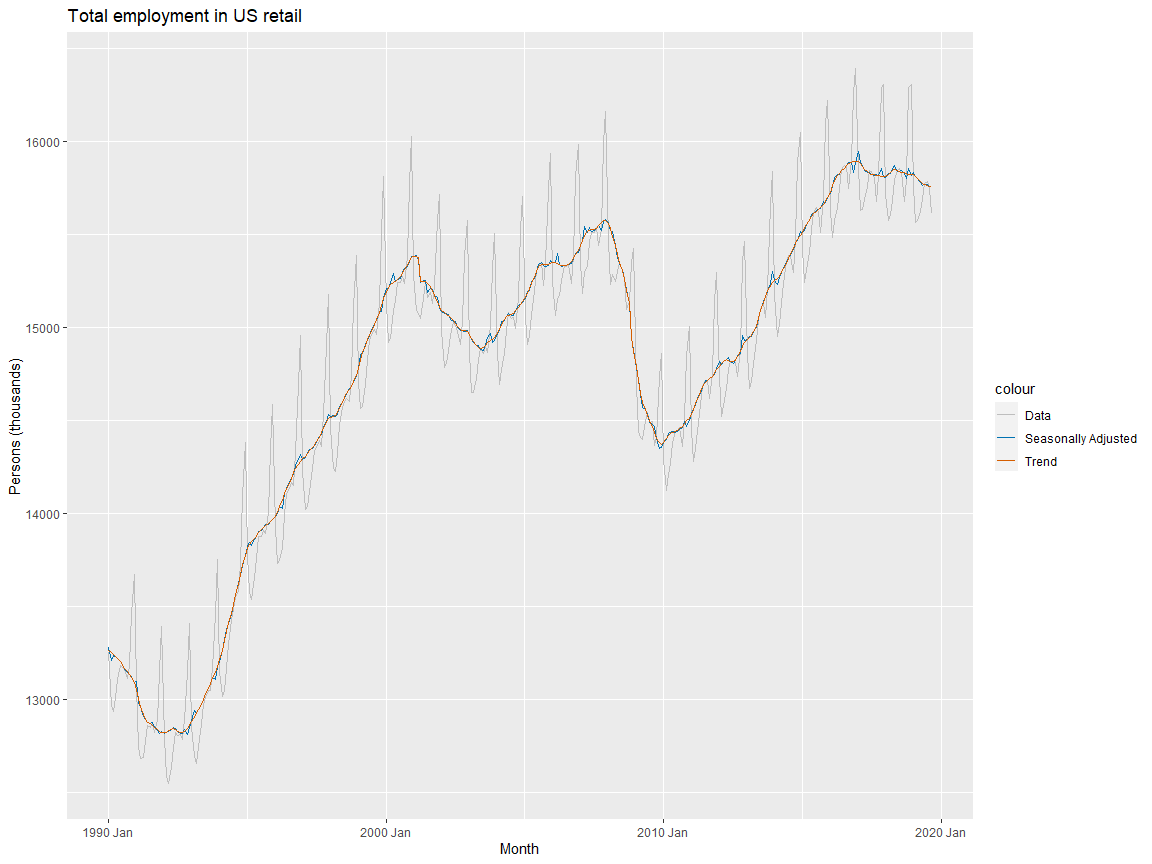 Total employment in US retail
Persons (thousands)
16000
15000
14000
13000
1990 Jan
2000 Jan
2010 Jan
2020 Jan
Month
colour
Data
Seasonally Adjusted
Trend